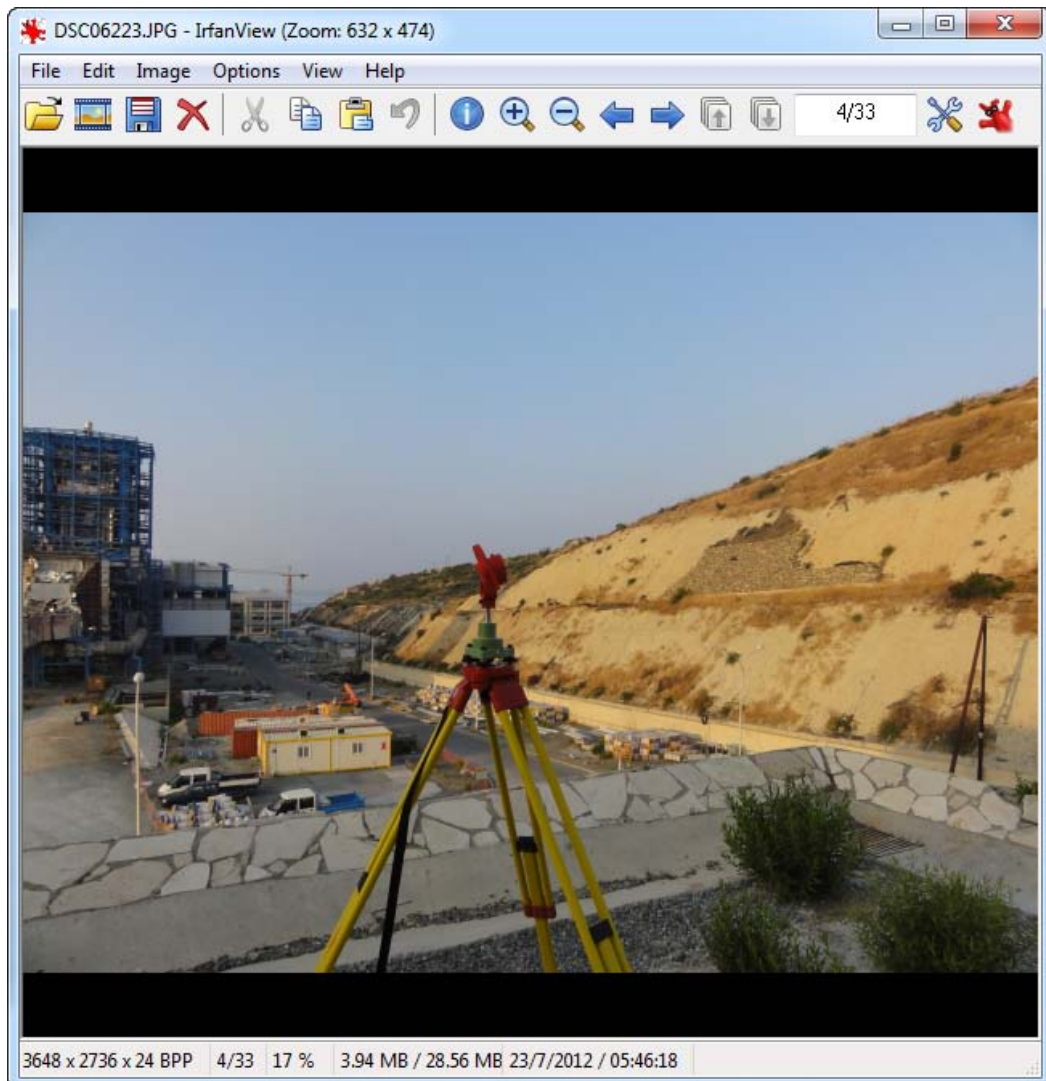 DSC06223.JPG - IrfanView (Zoom: 632 x 474)
File Edit Image Options View Help
4/33
3648 x 2736 x 24 BPP 4/33 17 % 3.94 MB / 28.56 MB 23/7/2012 / 05:46:18